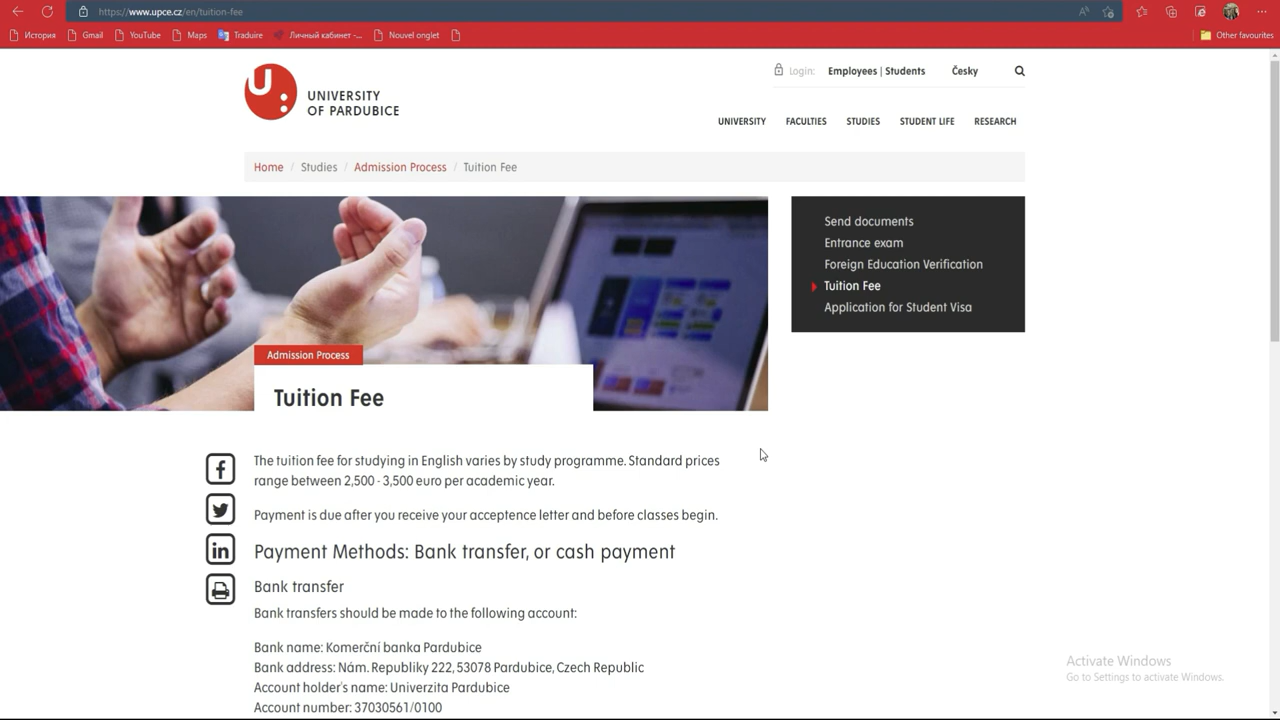 https://www.upce.cz/en/tuition-fee
История
Gmail
YouTube
Maps
Traduire
Личный кабинет -...
Nouvel onglet
Other favourites
U:
UNIVERSITY
OF PARDUBICE
Login: Employees | Students
Česky
UNIVERSITY
FACULTIES
STUDIES
STUDENT LIFE
RESEARCH
Home / Studies / Admission Process / Tuition Fee
Send documents
Entrance exam
Foreign Education Verification
Tuition Fee
Application for Student Visa
Admission Process
Tuition Fee
The tuition fee for studying in English varies by study programme. Standard prices
range between 2,500 - 3,500 euro per academic year.
Payment is due after you receive your acceptence letter and before classes begin.
Payment Methods: Bank transfer, or cash payment
Bank transfer
Bank transfers should be made to the following account:
Bank name: Komerční banka Pardubice
Bank address: Nám. Republiky 222, 53078 Pardubice, Czech Republic
Account holder's name: Univerzita Pardubice
Account number: 37030561/0100
Activate Windows
Go to Settings to activate Windows.